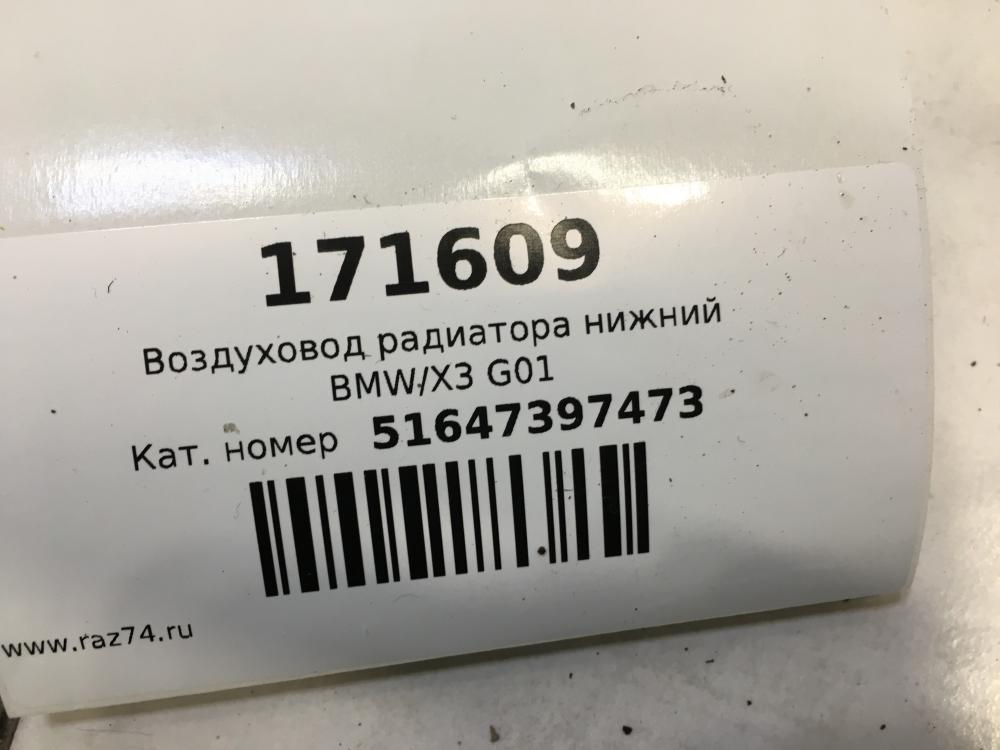 171609
Воздуховод радиатора нижний
BMW/X3 G01
Кат. номер 51647397473
www.raz74.ru